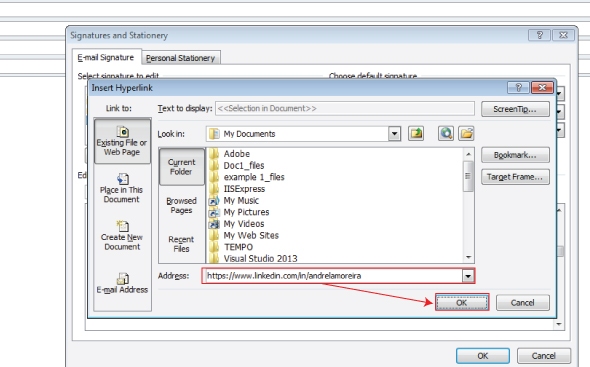 Signatures and Stationery
E-mail Signature Personal Stationery
Select signature to edit Choose default signature
Insert Hyperlink
Link to: Text to display: <<Selection in Document>> ScreenTip...
Existing File or
Web Page
Look in: My Documents
Bookmark...
Target Frame...
Current
Folder
Browsed
Pages
Recent
Files
Adobe
Doc1_files
example 1_files
IISExpress
My Music
My Pictures
My Videos
My Web Sites
TEMPO
Visual Studio 2013
Place in This
Document
Create New
Document
E-mail Address
Address: https://www.linkedin.com/in/andrelamoreira
OK Cancel
Ed
OK Cancel